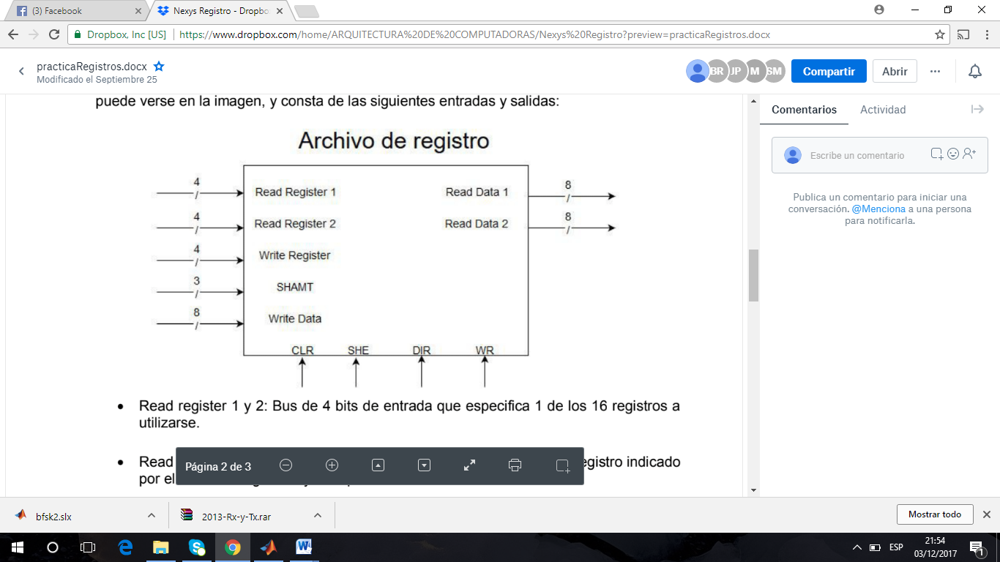 (3) Facebook
Nexys Registro - Dropbo
Dropbox, Inc [US]
https://www.dropbox.com/home/ARQUITECTURA%20DE%20COMPUTADORAS/Nexys%20Registro?preview=practicaRegistros.docx
practicaRegistros.docx
Modificado el Septiembre 25
BR JP M SM
Compartir
Abrir
puede verse en la imagen, y consta de las siguientes entradas y salidas:
Archivo de registro
4 Read Register 1 Read Data 1 8
4 Read Register 2 Read Data 2 8
4 Write Register
3 SHAMT
8 Write Data
CLR SHE DIR WR
• Read register 1 y 2: Bus de 4 bits de entrada que especifica 1 de los 16 registros a
utilizarse.
• Read egistro indicado
por el
Página 2 de 3
Comentarios
Actividad
Escribe un comentario
Publica un comentario para iniciar una
conversación. @Menciona a una persona
para notificarla.
bfsk2.slx
2013-Rx-y-Tx.rar
Mostrar todo
ESP
21:54
03/12/2017
1